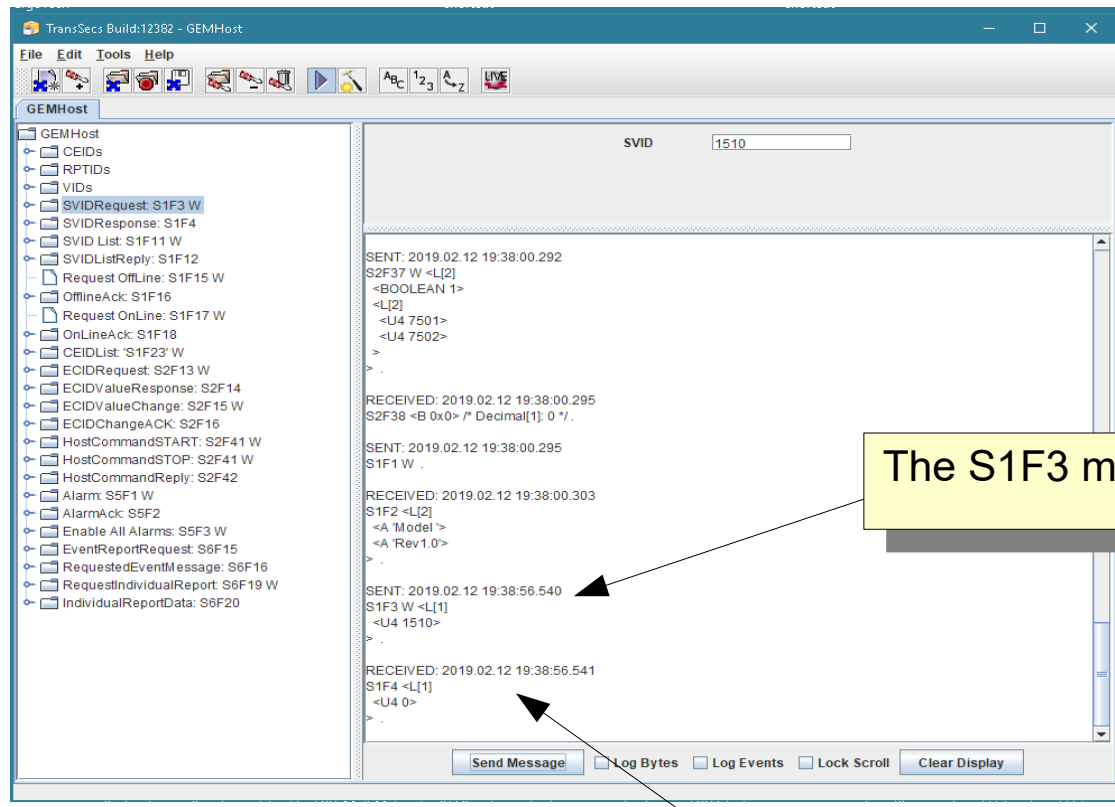 TransSecs Build:12382 - GEMHost
File Edit Tools Help
ABC 123 A Z LIVE
GEMHost
GEMHost
CEIDs
RPTIDs
VIDs
SVIDRequest: S1F3 W
SVIDResponse: S1F4
SVID List: S1F11 W
SVIDListReply: S1F12
Request OffLine: S1F15 W
OfflineAck: S1F16
Request OnLine: S1F17 W
OnLineAck: S1F18
CEIDList: 'S1F23' W
ECIDRequest: S2F13 W
ECIDValueResponse: S2F14
ECIDValueChange: S2F15 W
ECIDChangeACK: S2F16
HostCommandSTART: S2F41 W
HostCommandSTOP: S2F41 W
HostCommandReply: S2F42
Alarm: S5F1 W
AlarmAck: S5F2
Enable All Alarms: S5F3 W
EventReportRequest: S6F15
RequestedEventMessage: S6F16
RequestIndividualReport: S6F19 W
IndividualReportData: S6F20
SVID 1510
SENT: 2019.02.12 19:38:00.292
S2F37 W <L[2]
<BOOLEAN 1>
<L[2]
<U4 7501>
<U4 7502>
>
> .
RECEIVED: 2019.02.12 19:38:00.295
S2F38 <B 0x0> /* Decimal[1]: 0 */ .
SENT: 2019.02.12 19:38:00.295
S1F1 W .
RECEIVED: 2019.02.12 19:38:00.303
S1F2 <L[2]
<A 'Model '>
<A 'Rev1.0'>
> .
SENT: 2019.02.12 19:38:56.540
S1F3 W <L[1]
<U4 1510>
> .
RECEIVED: 2019.02.12 19:38:56.541
S1F4 <L[1]
<U4 0>
> .
The S1F3 m
Send Message Log Bytes Log Events Lock Scroll Clear Display